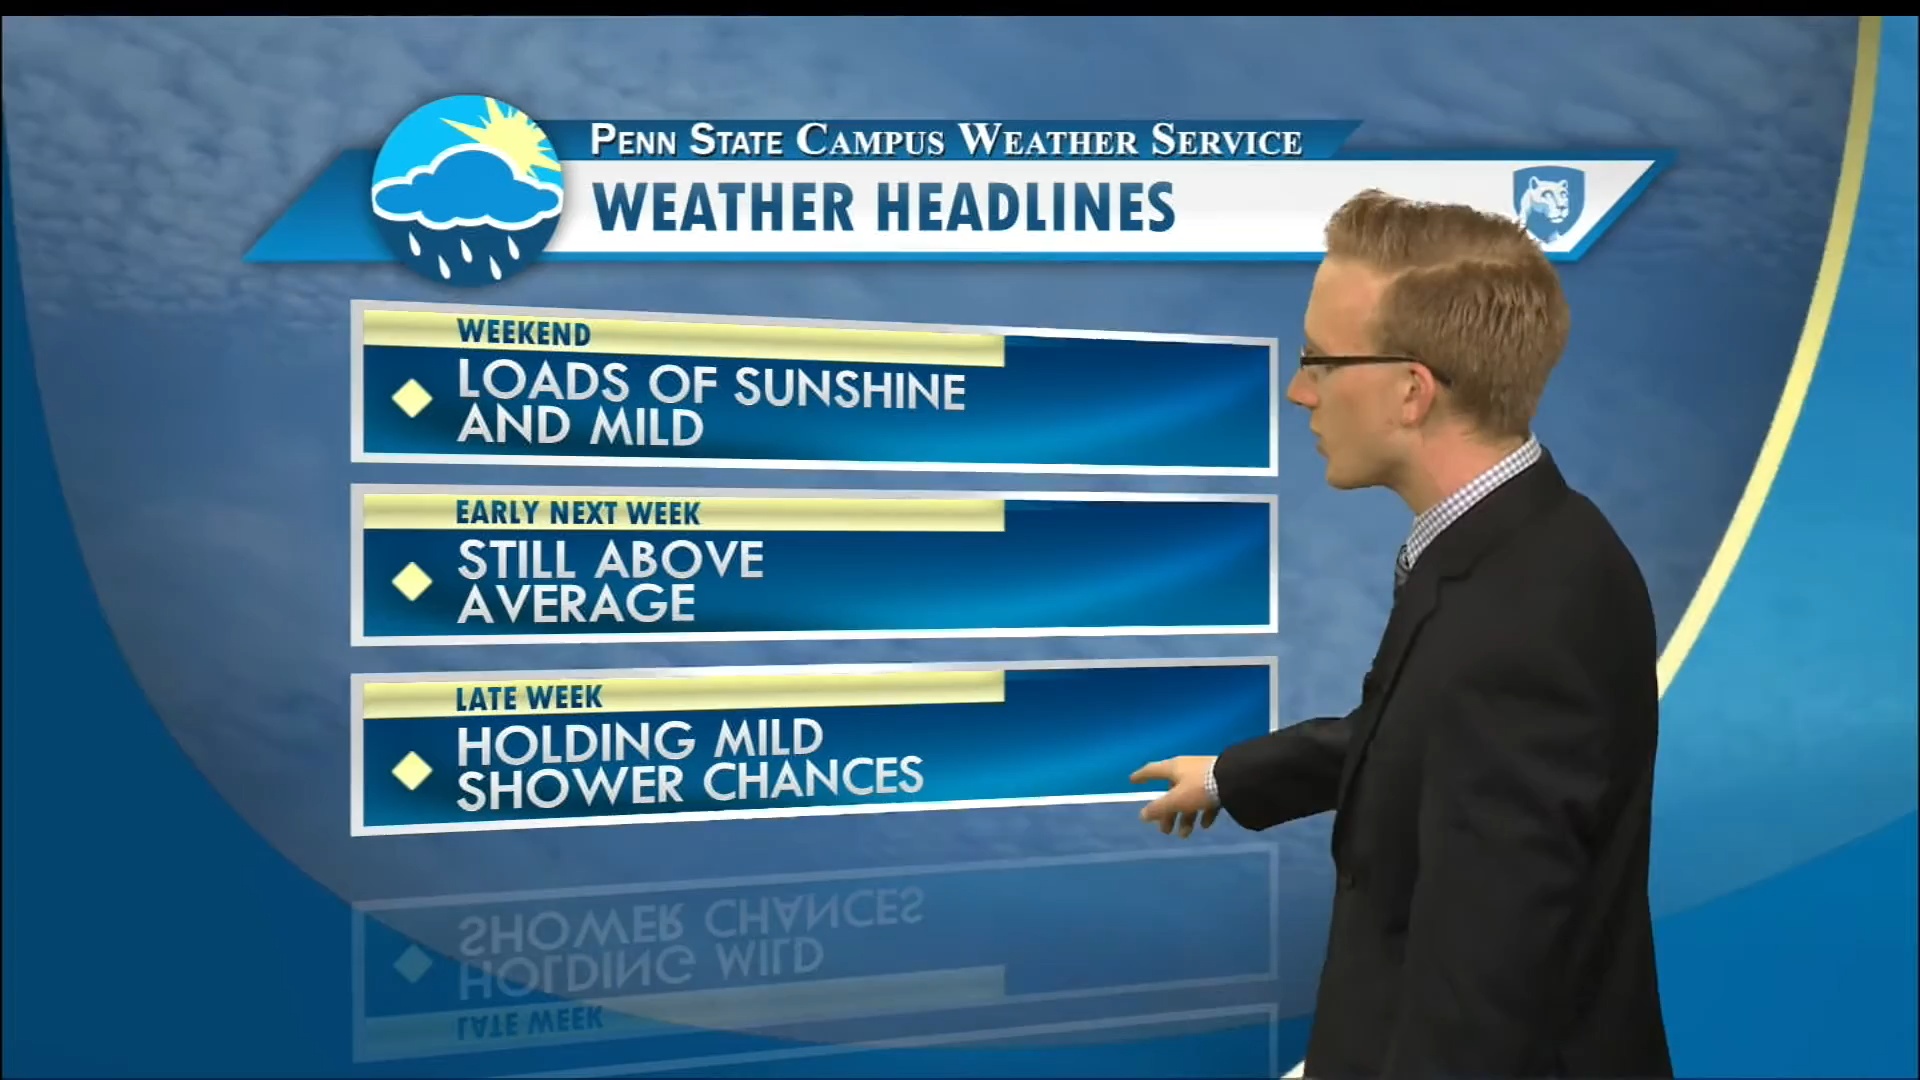 PENN STATE CAMPUS WEATHER SERVICE
WEATHER HEADLINES
WEEKEND
LOADS OF SUNSHINE
AND MILD
EARLY NEXT WEEK
STILL ABOVE
AVERAGE
LATE WEEK
HOLDING MILD
SHOWER CHANCES